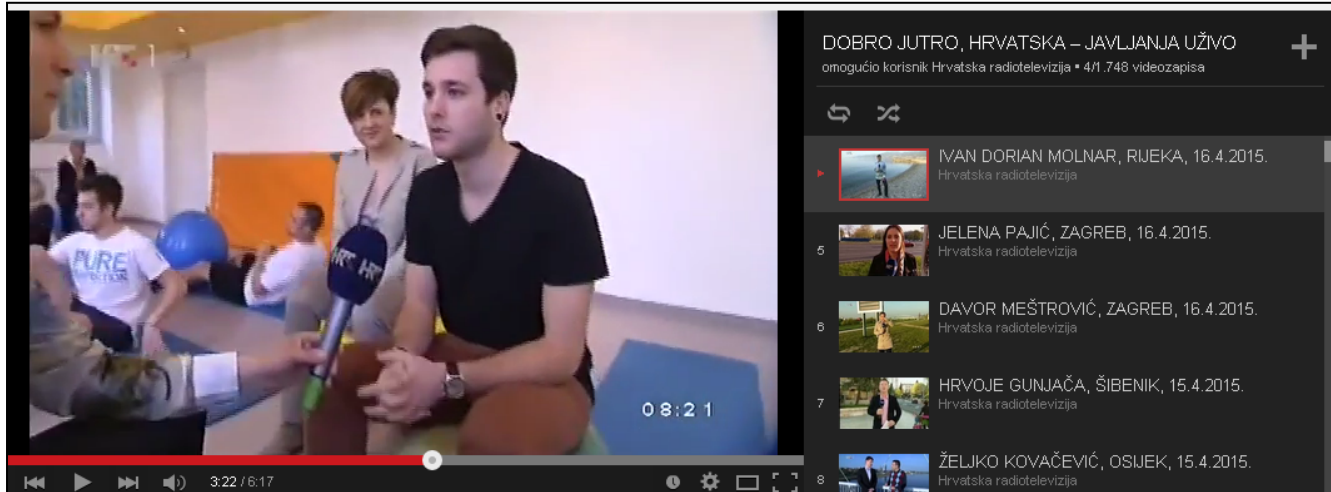 HRT 1
PURE
HRT HRT
08:21
3:22 / 6:17
DOBRO JUTRO, HRVATSKA – JAVLJANJA UŽIVO
omogućio korisnik Hrvatska radiotelevizija • 4/1.748 videozapisa
IVAN DORIAN MOLNAR, RIJEKA, 16.4.2015.
Hrvatska radiotelevizija
5
JELENA PAJIĆ, ZAGREB, 16.4.2015.
Hrvatska radiotelevizija
6
DAVOR MEŠTROVIĆ, ZAGREB, 16.4.2015.
Hrvatska radiotelevizija
7
HRVOJE GUNJAČA, ŠIBENIK, 15.4.2015.
Hrvatska radiotelevizija
8
ŽELJKO KOVAČEVIĆ, OSIJEK, 15.4.2015.
Hrvatska radiotelevizija